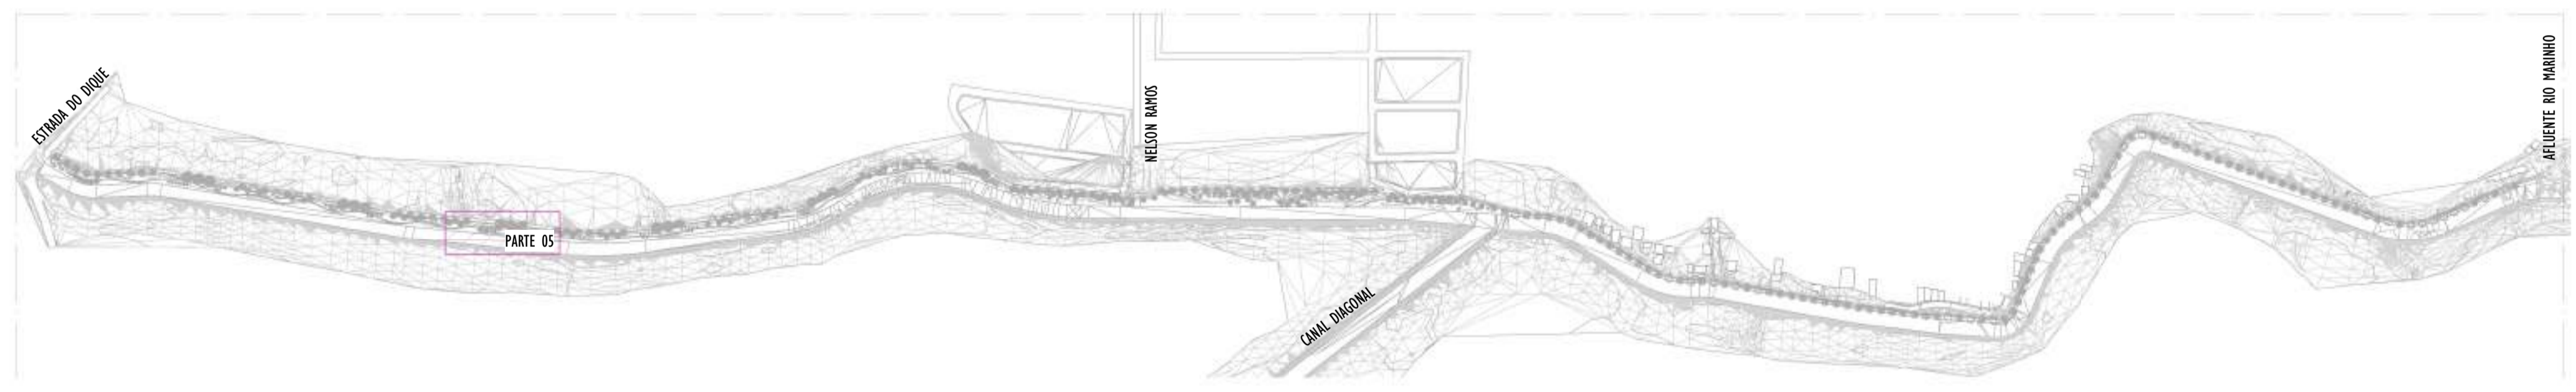 ESTRADA DO DIQUE
PARTE 05
NELSON RAMOS
CANAL DIAGONAL
AFLUENTE RIO MARINHO